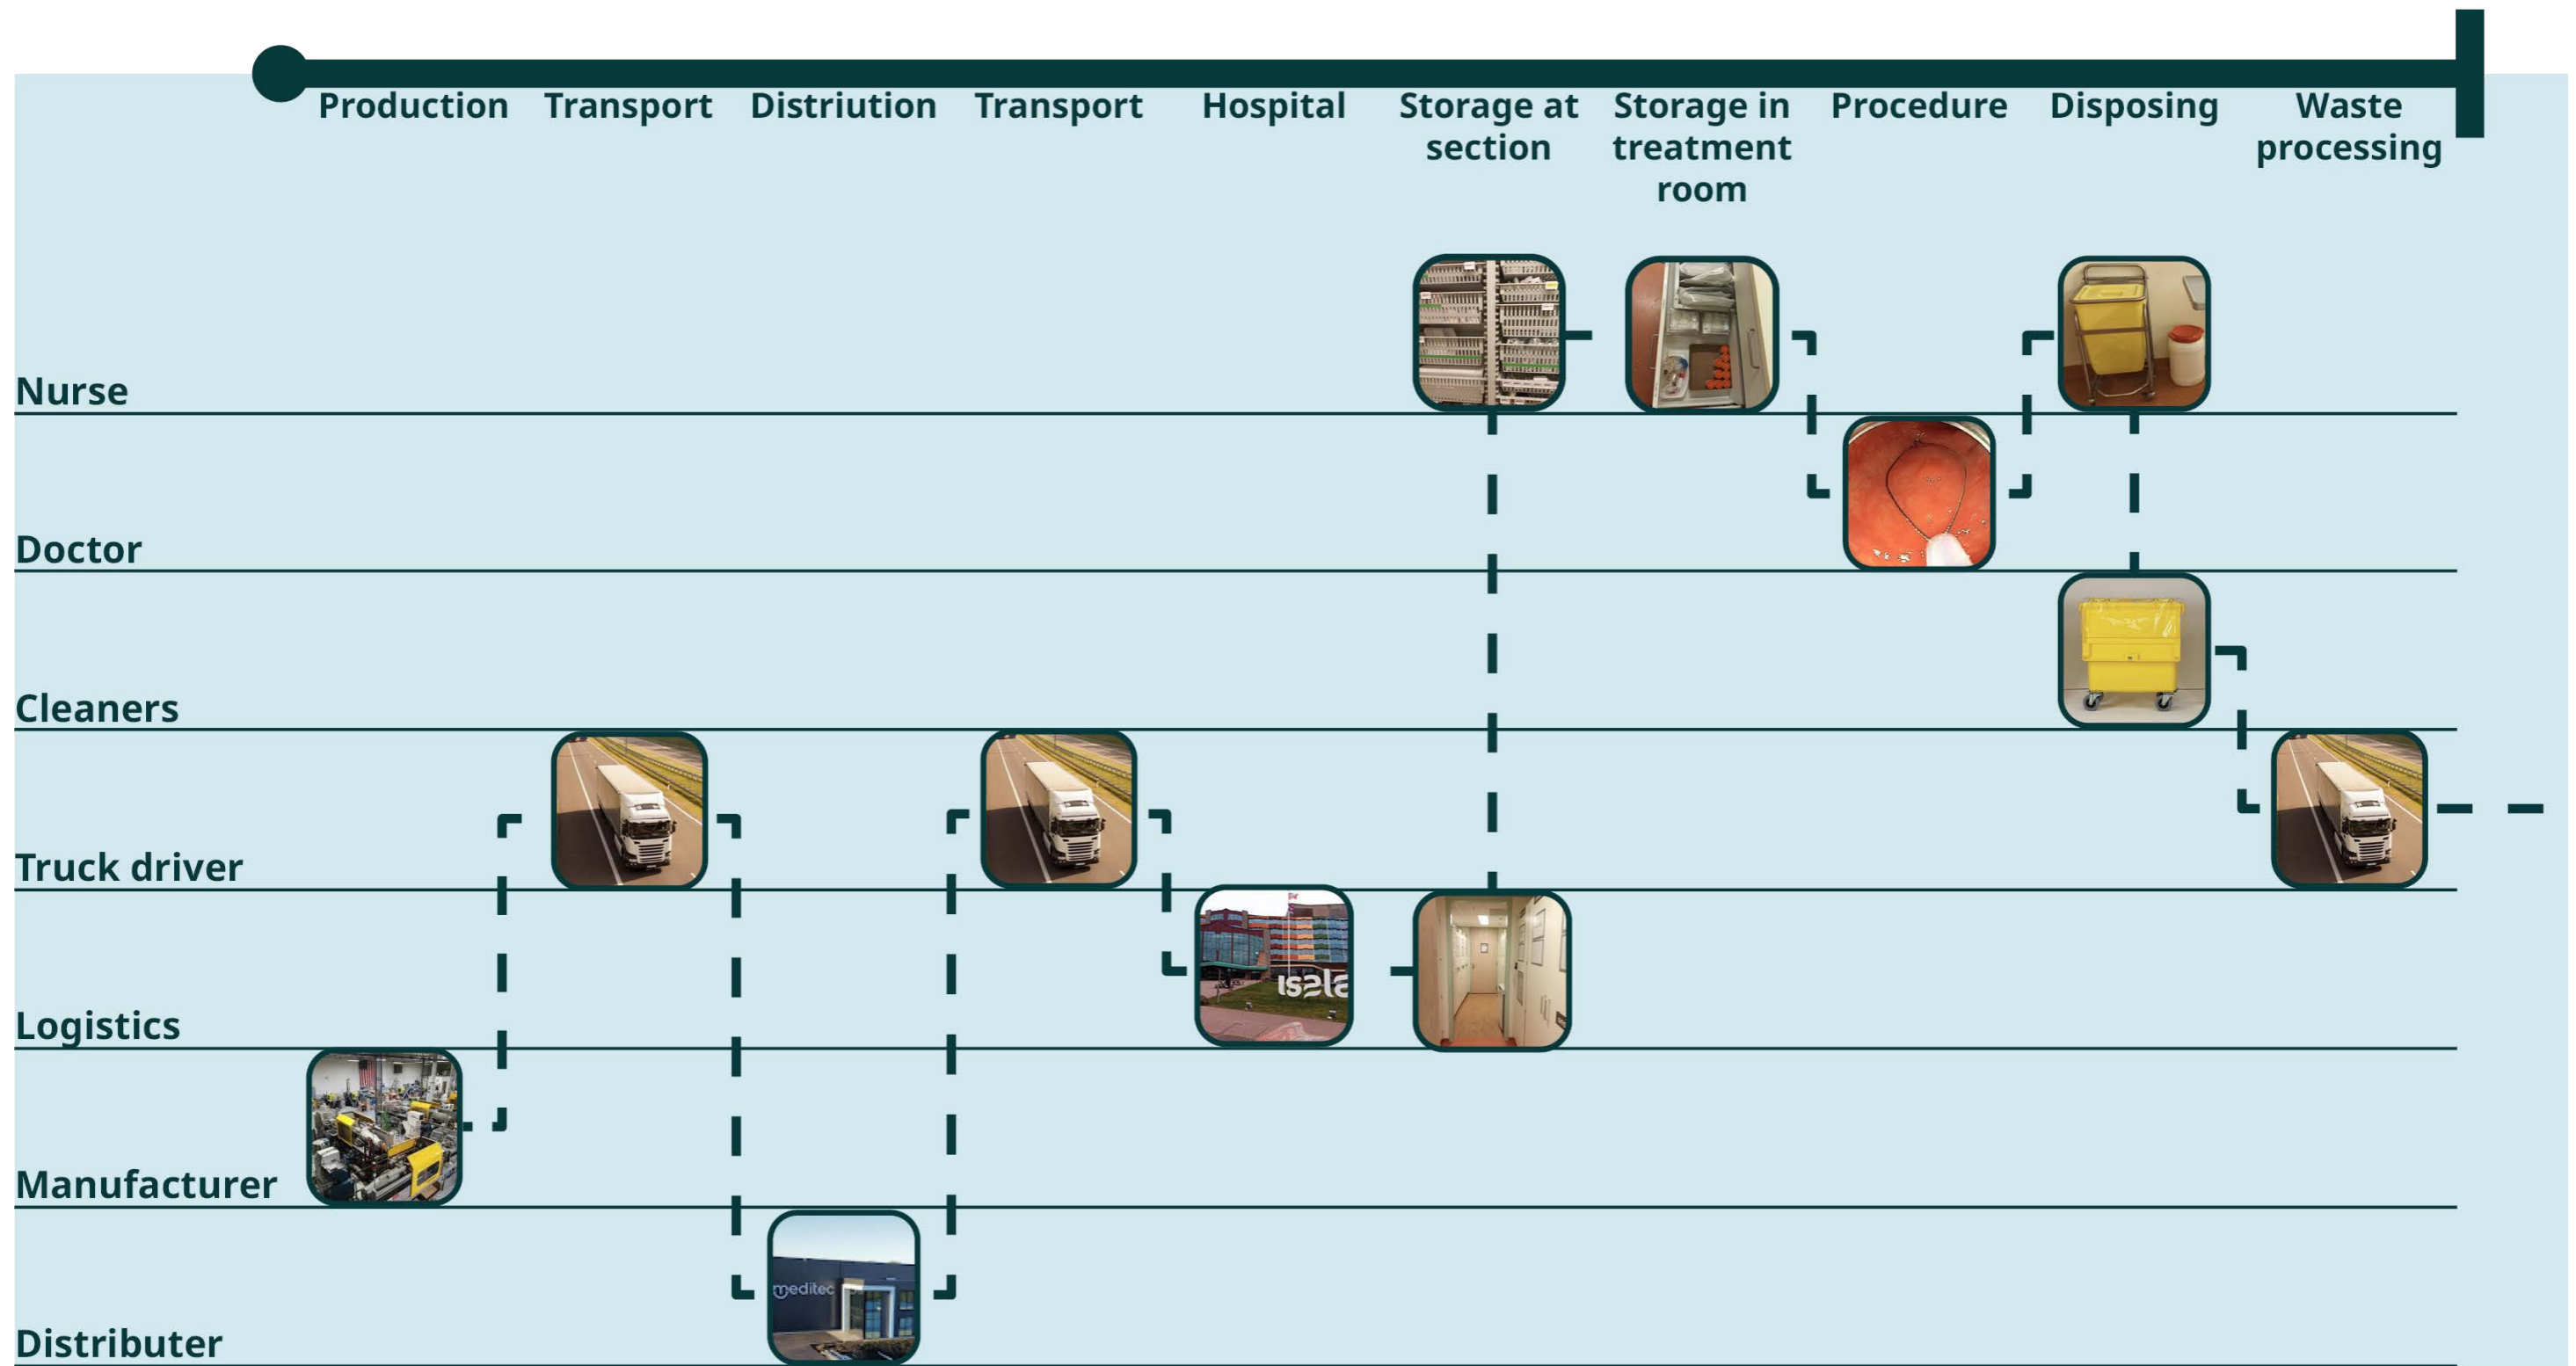 Production Transport Distriution Transport Hospital Storage at section Storage in treatment room Procedure Disposing Waste processing
Nurse
Doctor
Cleaners
Truck driver
isala
Logistics
Manufacturer
meditec
Distributer